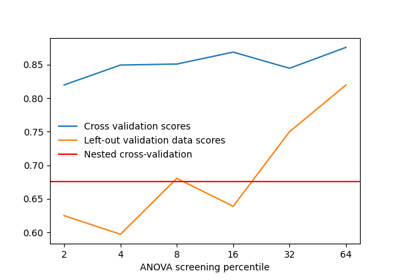 0.85
0.80
0.75
0.70
0.65
0.60
Cross validation scores
Left-out validation data scores
Nested cross-validation
2 4 8 16 32 64
ANOVA screening percentile